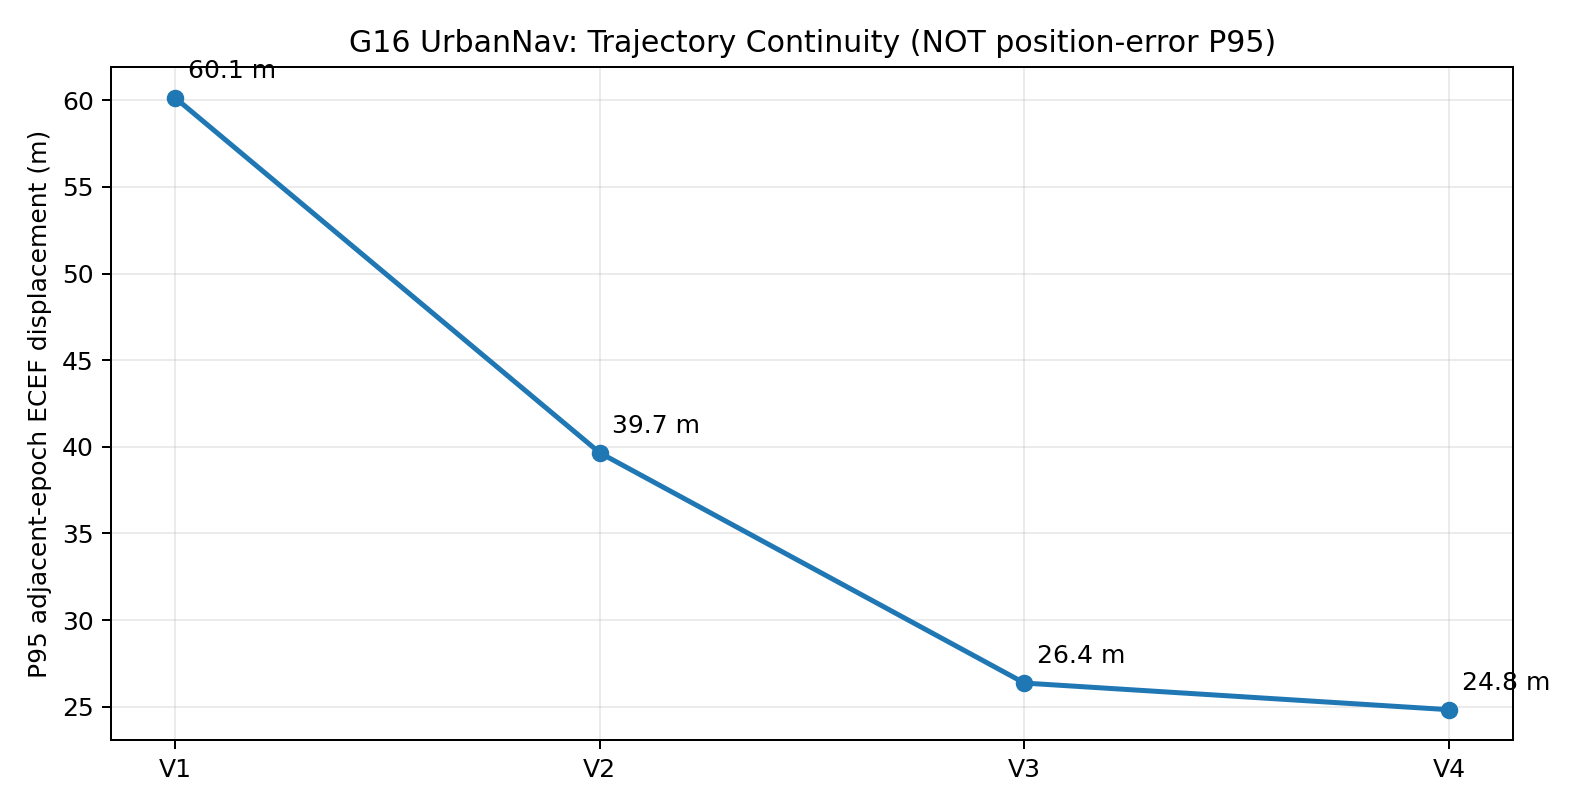 G16 UrbanNav: Trajectory Continuity (NOT position-error P95)
P95 adjacent-epoch ECEF displacement (m)
60
55
50
45
40
35
30
25
60.1 m
39.7 m
26.4 m
24.8 m
V1
V2
V3
V4